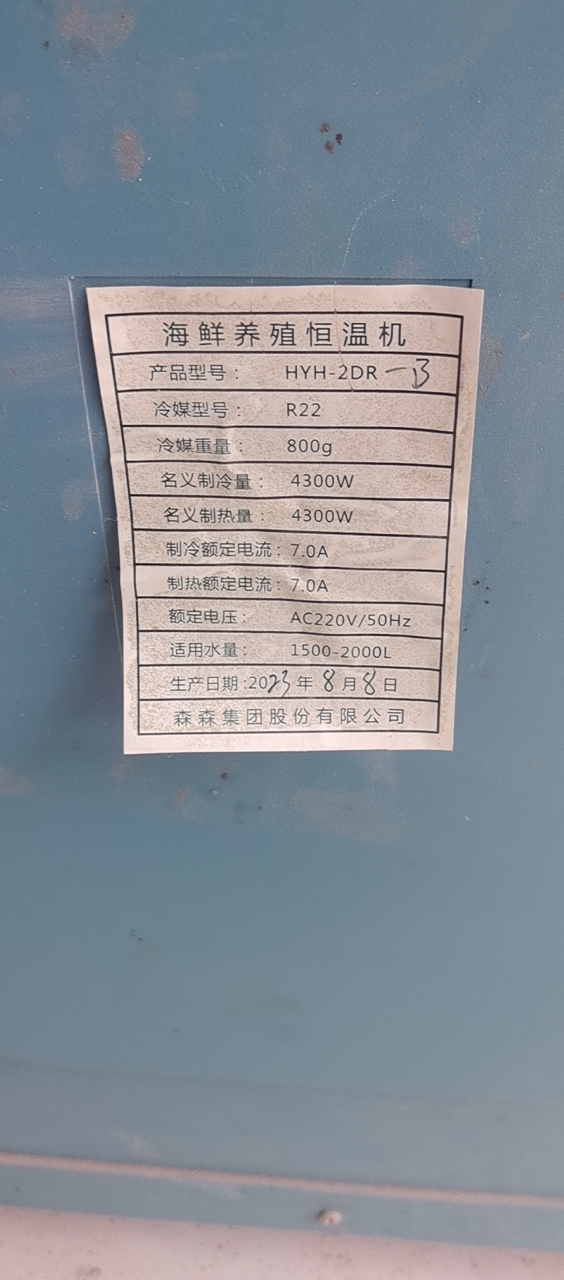 海鲜养殖恒温机
产品型号： HYH-2DR-B
冷媒型号： R22
冷媒重量： 800g
名义制冷量： 4300W
名义制热量： 4300W
制冷额定电流：7.0A
制热额定电流：7.0A
额定电压： AC220V/50Hz
适用水量： 1500-2000L
生产日期:2023年8月8日
森森集团股份有限公司